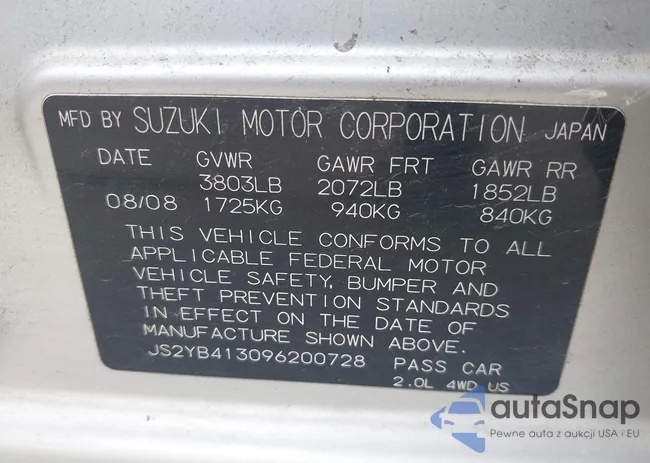 MFD BY SUZUKI MOTOR CORPORATION JAPAN
DATE GVWR GAWR FRT GAWR RR
3803LB 2072LB 1852LB
08/08 1725KG 940KG 840KG
THIS VEHICLE CONFORMS TO ALL
APPLICABLE FEDERAL MOTOR
VEHICLE SAFETY, BUMPER AND
THEFT PREVENTION STANDARDS
IN EFFECT ON THE DATE OF
MANUFACTURE SHOWN ABOVE.
JS2YB413096200728 PASS CAR
2.0L 4WD US
autaSnap
Pewne auta z aukcji USA i EU